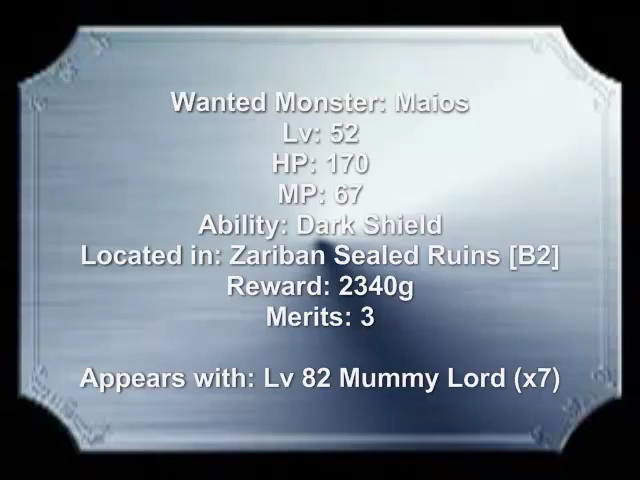 Wanted Monster: Maios
Lv: 52
HP: 170
MP: 67
Ability: Dark Shield
Located in: Zariban Sealed Ruins [B2]
Reward: 2340g
Merits: 3
Appears with: Lv 82 Mummy Lord (x7)